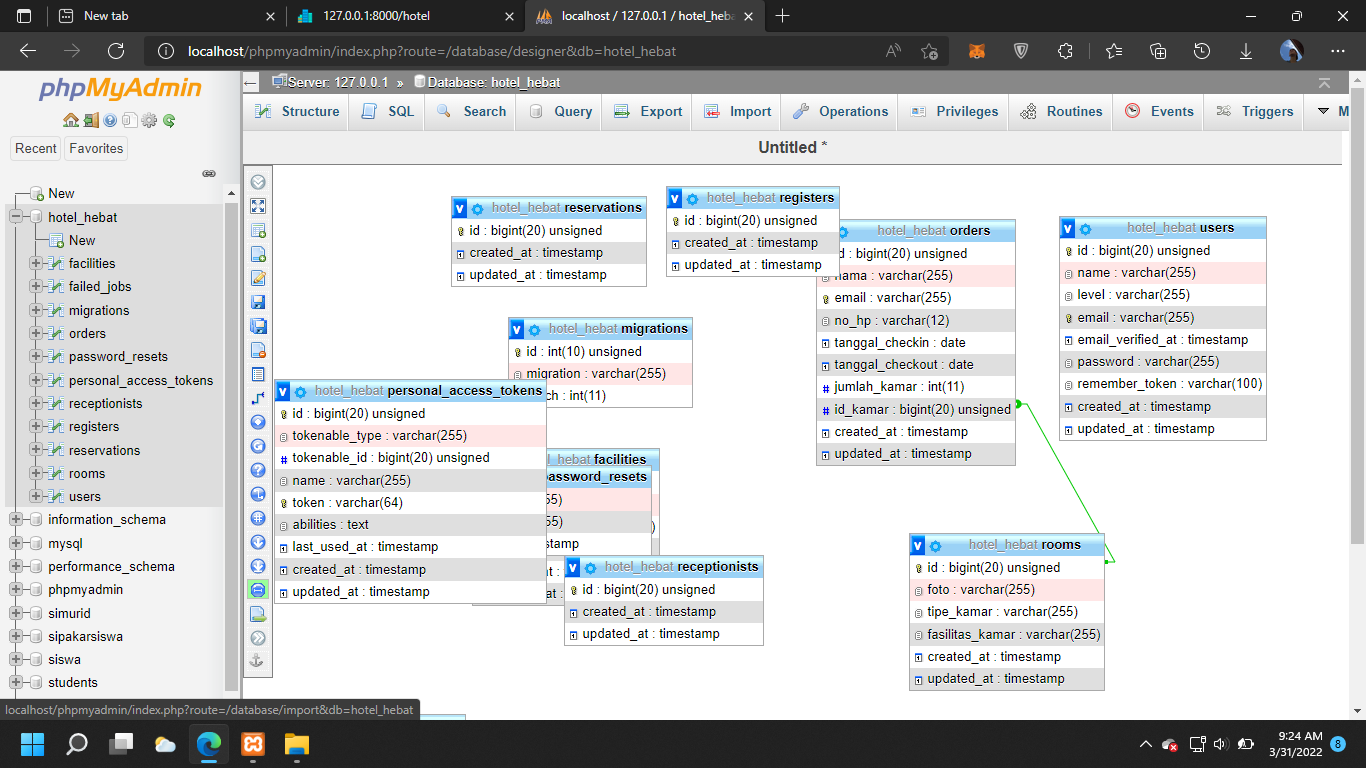 New tab
127.0.0.1:8000/hotel
localhost / 127.0.0.1 / hotel_heba
localhost/phpmyadmin/index.php?route=/database/designer&db=hotel_hebat
phpMyAdmin
Recent
Favorites
New
hotel_hebat
New
facilities
failed_jobs
migrations
orders
password_resets
personal_access_tokens
receptionists
registers
reservations
rooms
users
information_schema
mysql
performance_schema
phpmyadmin
simurid
sipakarsiswa
siswa
students
localhost/phpmyadmin/index.php?route=/database/import&db=hotel_hebat
Server: 127.0.0.1 » Database: hotel_hebat
Structure
SQL
Search
Query
Export
Import
Operations
Privileges
Routines
Events
Triggers
M
Untitled *
hotel_hebat reservations
id : bigint(20) unsigned
created_at : timestamp
updated_at : timestamp
hotel_hebat registers
id : bigint(20) unsigned
created_at : timestamp
updated_at : timestamp
hotel_hebat orders
id : bigint(20) unsigned
nama : varchar(255)
email : varchar(255)
no_hp : varchar(12)
tanggal_checkin : date
tanggal_checkout : date
jumlah_kamar : int(11)
id_kamar : bigint(20) unsigned
created_at : timestamp
updated_at : timestamp
hotel_hebat users
id : bigint(20) unsigned
name : varchar(255)
level : varchar(255)
email : varchar(255)
email_verified_at : timestamp
password : varchar(255)
remember_token : varchar(100)
created_at : timestamp
updated_at : timestamp
hotel_hebat migrations
id : int(10) unsigned
migration : varchar(255)
ch : int(11)
hotel_hebat personal_access_tokens
id : bigint(20) unsigned
tokenable_type : varchar(255)
tokenable_id : bigint(20) unsigned
name : varchar(255)
token : varchar(64)
abilities : text
last_used_at : timestamp
created_at : timestamp
updated_at : timestamp
l_hebat facilities
password_resets
55)
55)
stamp
hotel_hebat receptionists
id : bigint(20) unsigned
created_at : timestamp
updated_at : timestamp
hotel_hebat rooms
id : bigint(20) unsigned
foto : varchar(255)
tipe_kamar : varchar(255)
fasilitas_kamar : varchar(255)
created_at : timestamp
updated_at : timestamp
9:24 AM
3/31/2022
8